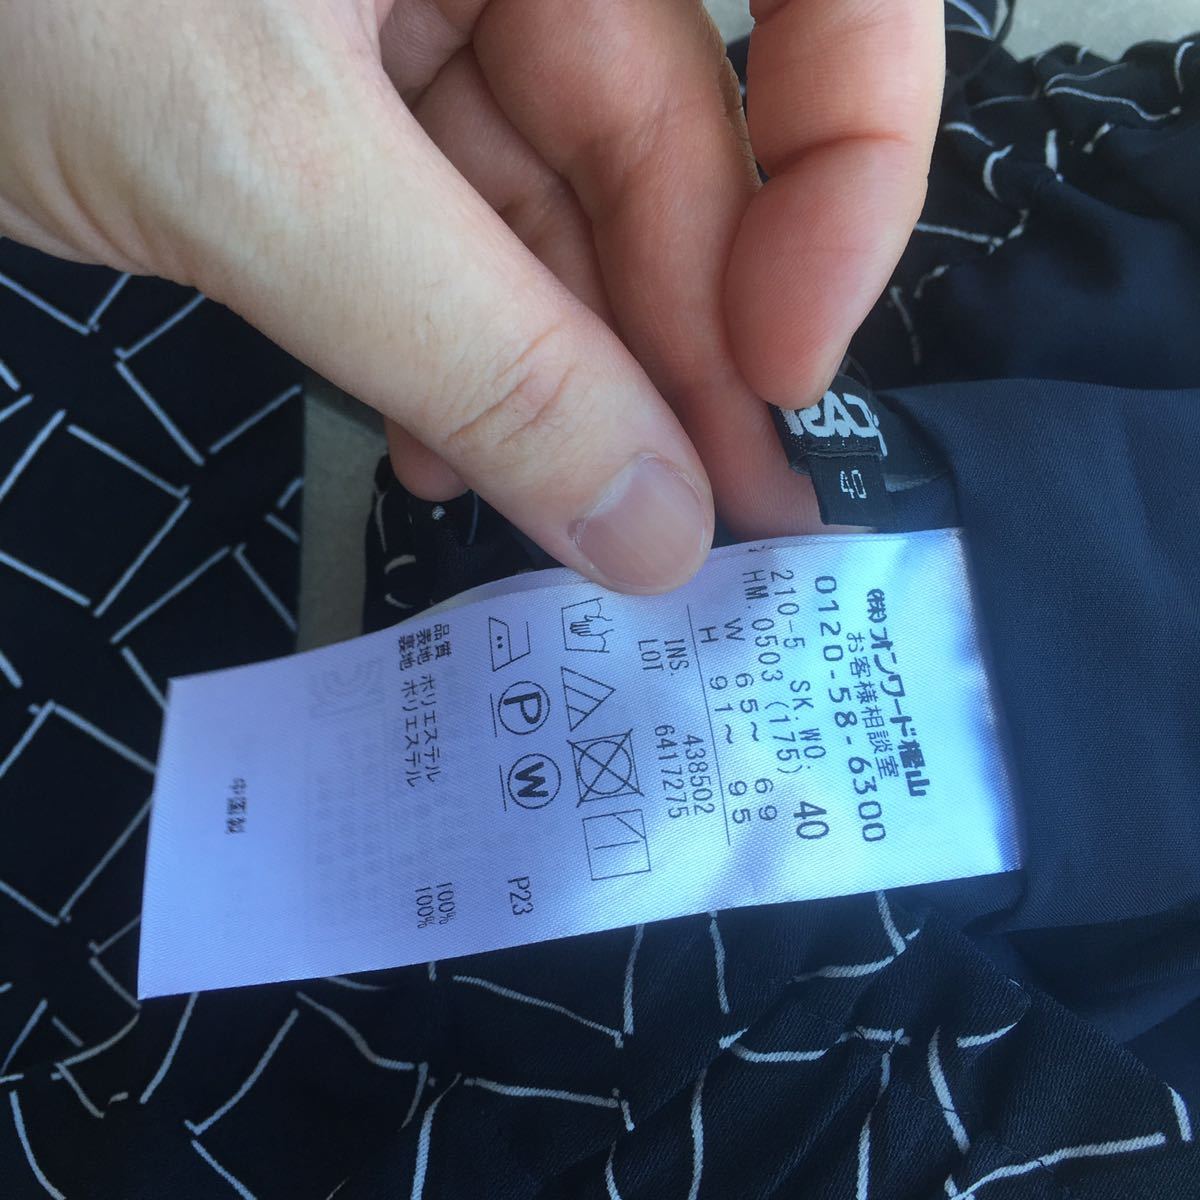 40
(株)オンワード樫山
お客様相談室
0120-58-6300
210-5 SK.WO. 40
HM.0503 (175)
W 65～ 69
H 91～ 95
INS. 438502
LOT 6417275
P W P23
品質
表地 ポリエステル 100%
裏地 ポリエステル 100%
中国製